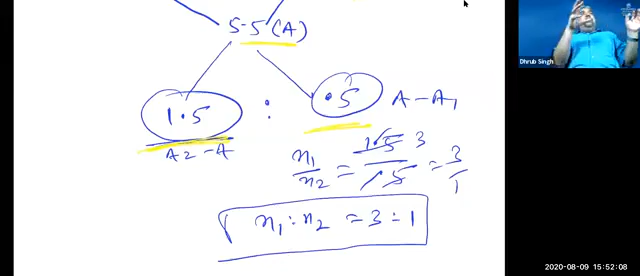 5.5 (A)
1.5 : .5 A-A1
A2-A
n1/n2 = 1.5/.5 3 = 3/1
n1 : n2 = 3 : 1
Dhrub Singh
2020-08-09 15:52:08